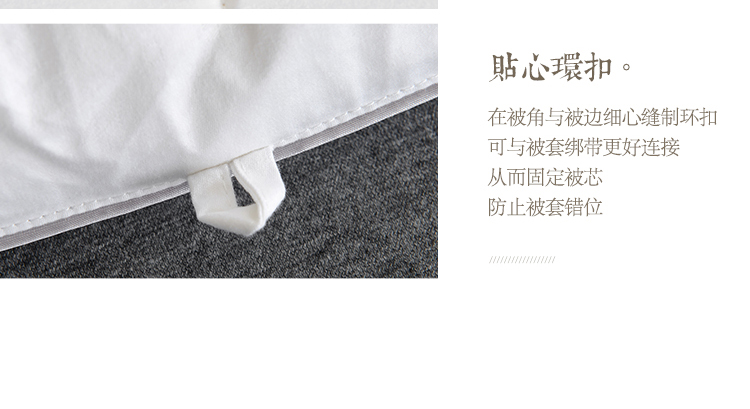 貼心環扣。
在被角与被边细心缝制环扣
可与被套绑带更好连接
从而固定被芯
防止被套错位